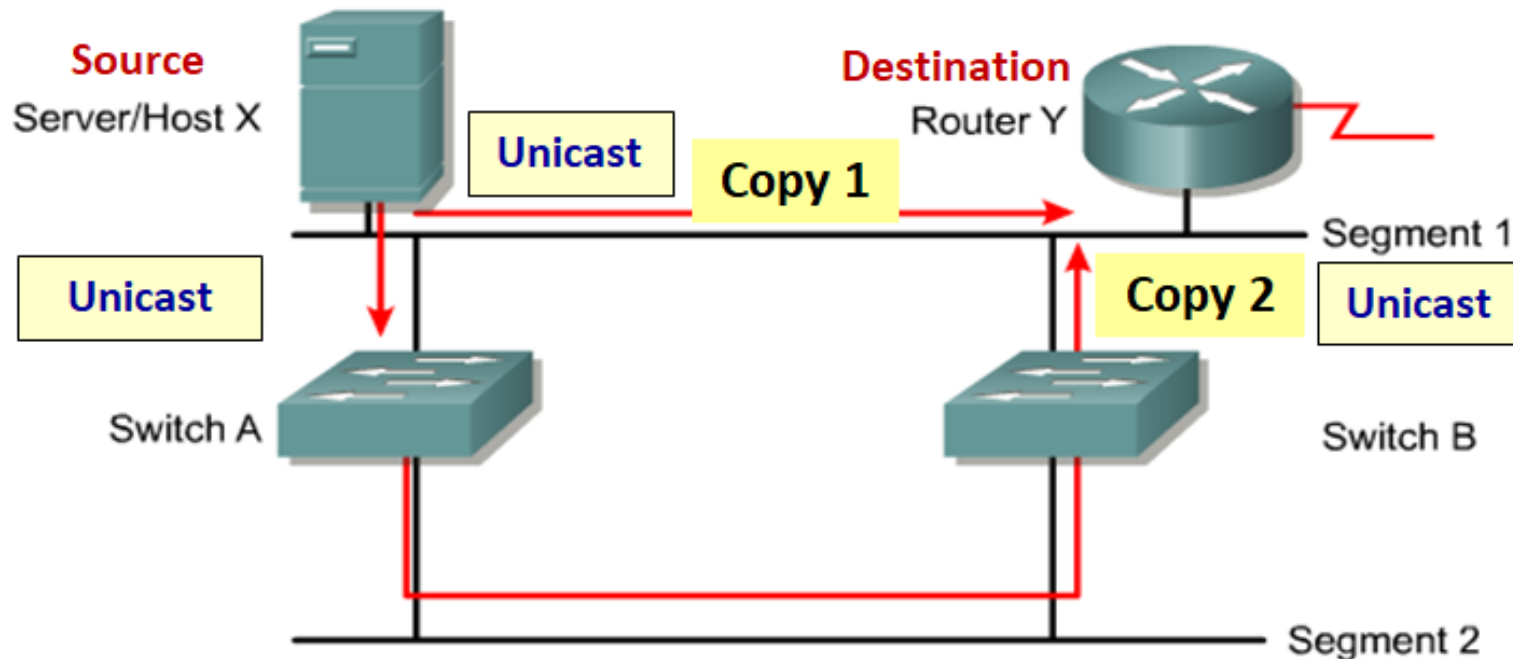 Source
Server/Host X
Unicast
Copy 1
Destination
Router Y
Segment 1
Unicast
Copy 2
Unicast
Switch A
Switch B
Segment 2